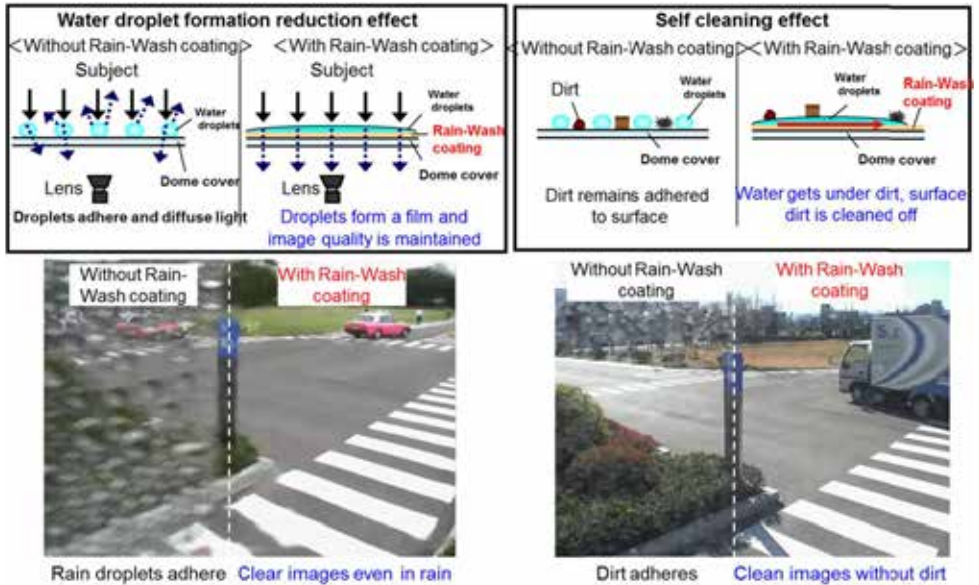 Water droplet formation reduction effect
<Without Rain-Wash coating>
<With Rain-Wash coating>
Subject
Subject
Water
droplets
Water
droplets
Rain-Wash
coating
Dome cover
Dome cover
Lens
Lens
Droplets adhere and diffuse light
Droplets form a film and
image quality is maintained
Self cleaning effect
<Without Rain-Wash coating>
<With Rain-Wash coating>
Dirt
Water
droplets
Water
droplets
Rain-Wash
coating
Dome cover
Dome cover
Dirt remains adhered
to surface
Water gets under dirt, surface
dirt is cleaned off
Without Rain-
Wash coating
With Rain-Wash
coating
Rain droplets adhere
Clear images even in rain
Without Rain-Wash
coating
With Rain-Wash
coating
Dirt adheres
Clean images without dirt